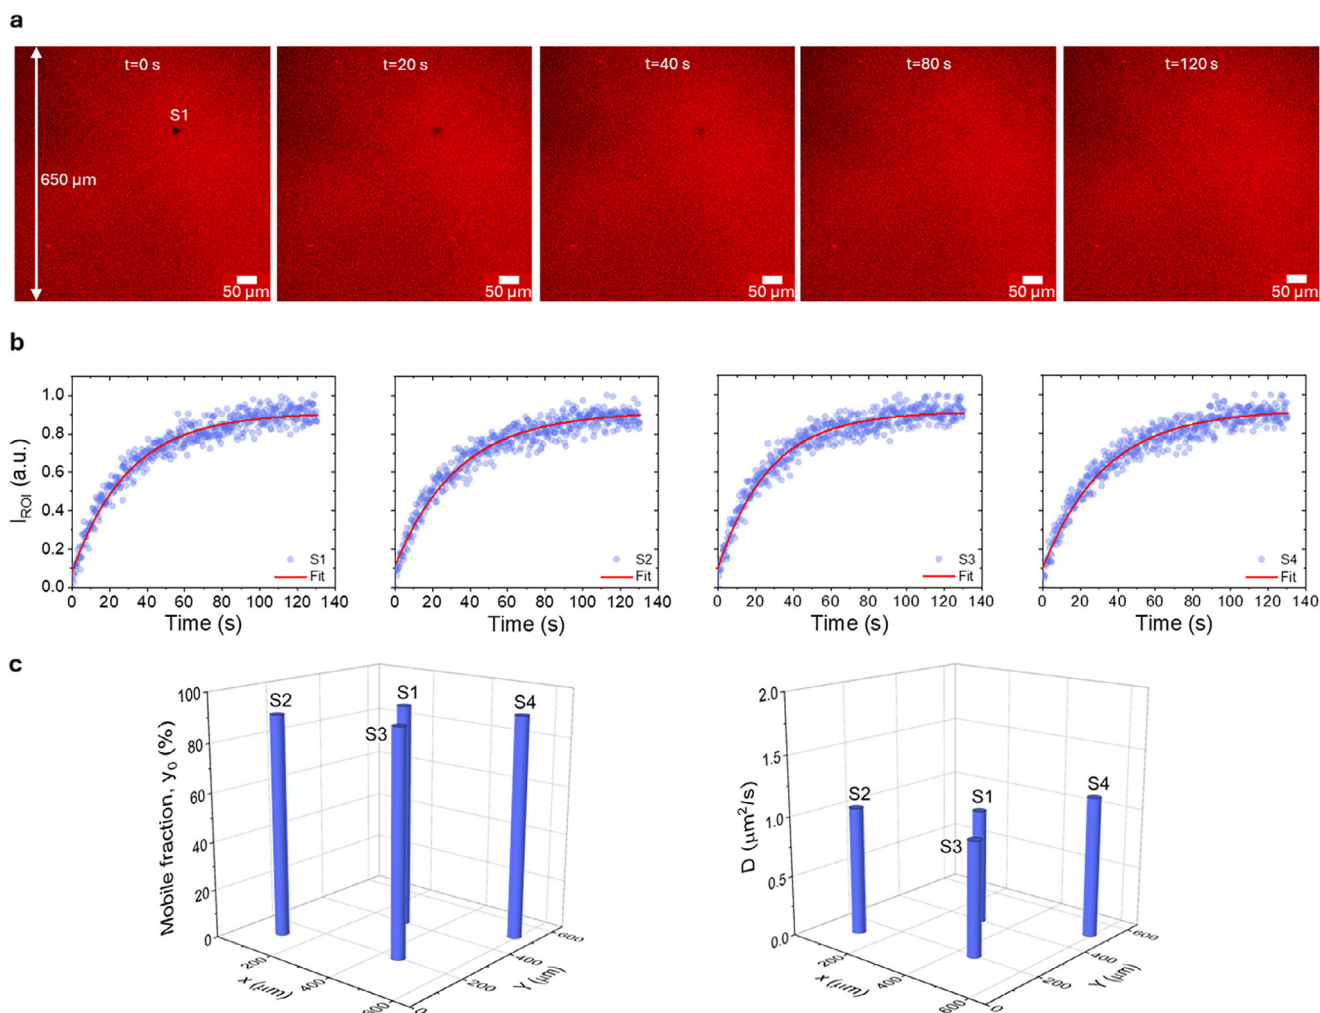 a
t=0 s
t=20 s
t=40 s
t=80 s
t=120 s
S1
650 µm
50 µm
50 µm
50 µm
50 µm
50 µm
b
I_ROI (a.u.)
1.0
0.8
0.6
0.4
0.2
0.0
S1
Fit
0 20 40 60 80 100 120 140
Time (s)
S2
Fit
0 20 40 60 80 100 120 140
Time (s)
S3
Fit
0 20 40 60 80 100 120 140
Time (s)
S4
Fit
0 20 40 60 80 100 120 140
Time (s)
c
Mobile fraction, y₀ (%)
100
80
60
40
20
0
S2
S1
S3
S4
200
400
x (µm)
0
200
400
600
Y (µm)
D (µm²/s)
2.0
1.5
1.0
0.5
0.0
S2
S1
S3
S4
200
400
600
x (µm)
0
200
400
600
Y (µm)